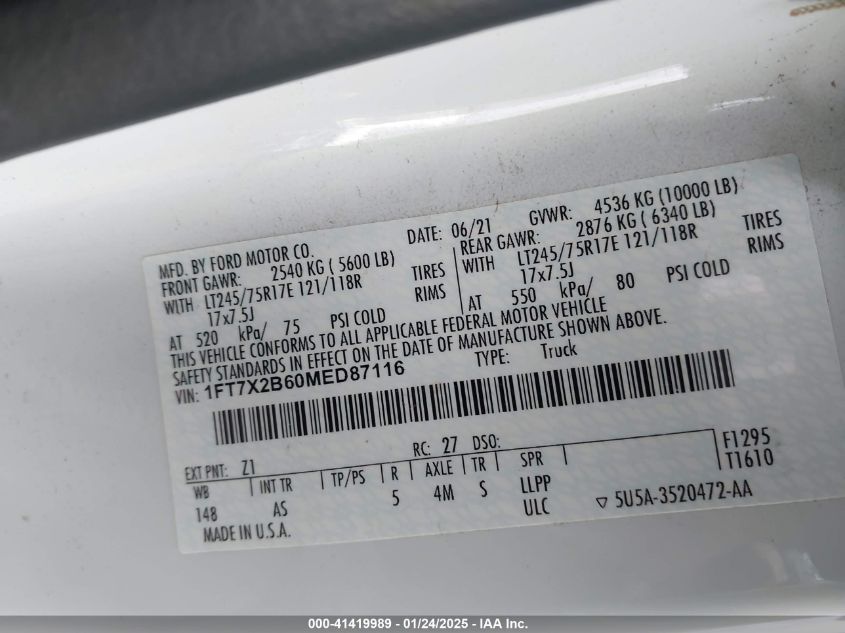 MFD. BY FORD MOTOR CO.
DATE: 06/21 GVWR: 4536 KG (10000 LB)
FRONT GAWR: 2540 KG ( 5600 LB)
WITH LT245/75R17E 121/118R TIRES
17x7.5J RIMS
AT 520 kPa/ 75 PSI COLD
REAR GAWR: 2876 KG ( 6340 LB)
WITH LT245/75R17E 121/118R TIRES
17x7.5J RIMS
AT 550 kPa/ 80 PSI COLD
THIS VEHICLE CONFORMS TO ALL APPLICABLE FEDERAL MOTOR VEHICLE
SAFETY STANDARDS IN EFFECT ON THE DATE OF MANUFACTURE SHOWN ABOVE.
VIN: 1FT7X2B60MED87116 TYPE: Truck
EXT PNT: Z1 RC: 27 DSO:
WB INT TR TP/PS R AXLE TR SPR
148 AS 5 4M S LLPP
ULC
F1295
T1610
MADE IN U.S.A.
▽ 5U5A-3520472-AA
000-41419989 — 01/24/2025 — IAA Inc.